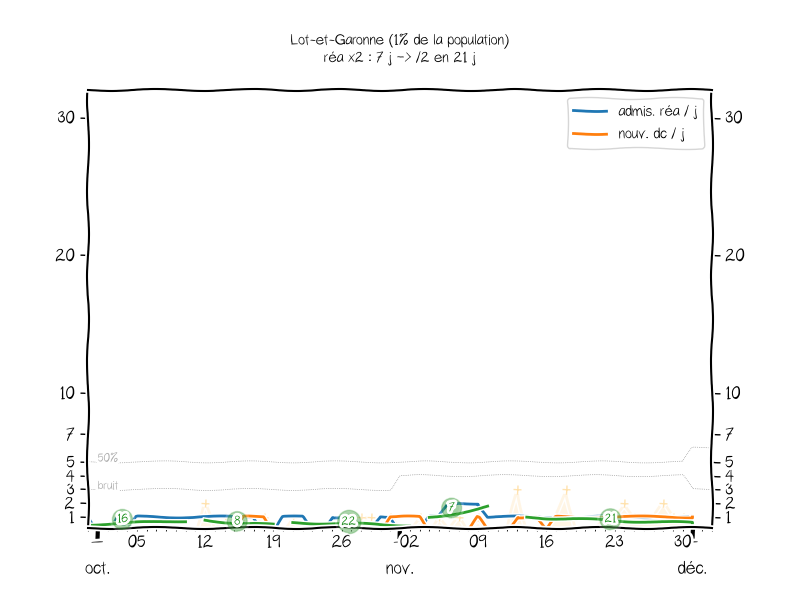 Lot-et-Garonne (1% de la population)
réa x2 : 7 j -> /2 en 21 j
admis. réa / j
nouv. dc / j
30 30
20 20
10 10
7 7
5 50% 5
4 4
3 bruit 3
2 2
1 1
16 8 22 7 21
05 12 19 26 02 09 16 23 30
oct. nov. déc.